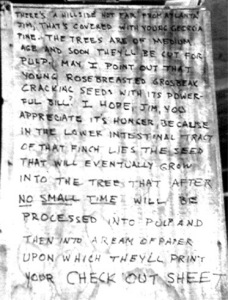 THERE'S A HILLSIDE NOT FAR FROM ATLANTA
JIM, THAT'S COVERED WITH YOUNG GEORGIA
PINE. THE TREES ARE OF MEDIUM
AGE AND SOON THEY'LL BE CUT FOR
PULP. MAY I POINT OUT THAT
YOUNG ROSEBREASTED GROSBEAK
CRACKING SEEDS WITH ITS POWER-
FUL BILL? I HOPE, JIM, YOU
APPRECIATE ITS HUNGER, BECAUSE
IN THE LOWER INTESTINAL TRACT
OF THAT FINCH LIES THE SEED
THAT WILL EVENTUALLY GROW
INTO THE TREE THAT AFTER
NO SMALL TIME WILL BE
PROCESSED INTO PULP AND
THEN INTO A REAM OF PAPER
UPON WHICH THEY'LL PRINT
YOUR CHECK OUT SHEET